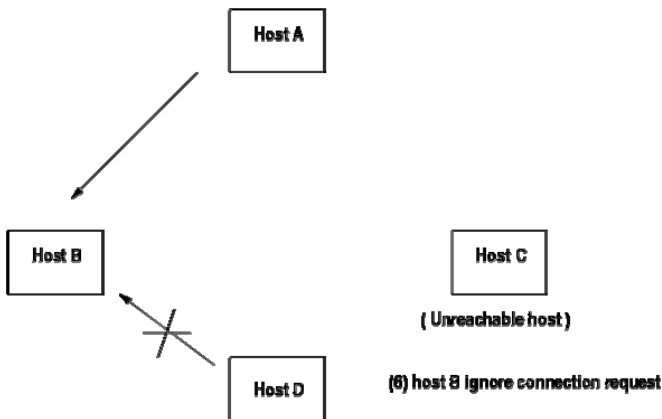 Host A
Host B
Host C
( Unreachable host )
Host D
(6) host B ignore connection request